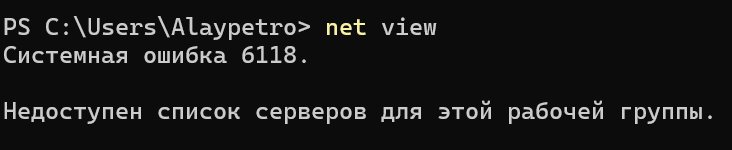 PS C:\Users\Alaypetro> net view
Системная ошибка 6118.
Недоступен список серверов для этой рабочей группы.